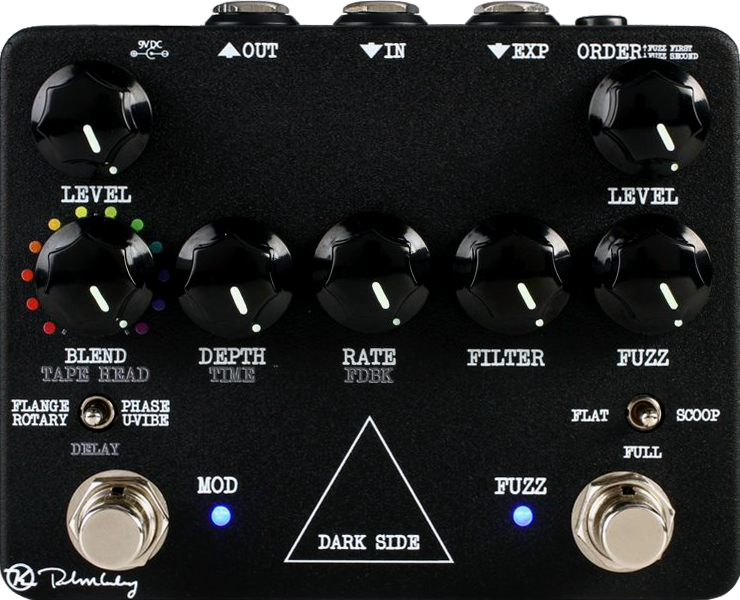 9VDC
OUT
IN
EXP
ORDER
↑FUZZ FIRST
↓FUZZ SECOND
LEVEL
LEVEL
BLEND
TAPE HEAD
DEPTH
TIME
RATE
FDBK
FILTER
FUZZ
FLANGE
ROTARY
PHASE
U-VIBE
DELAY
FLAT
SCOOP
FULL
MOD
FUZZ
DARK SIDE
K